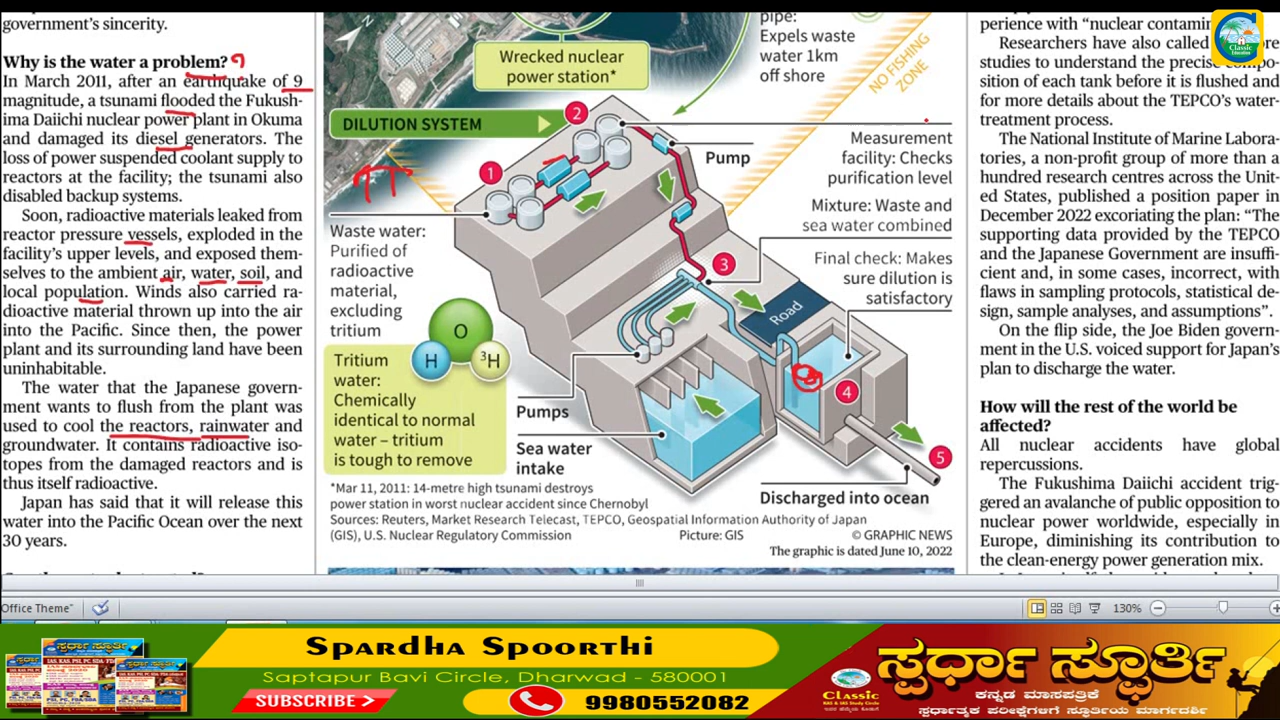 government's sincerity.
Why is the water a problem?
In March 2011, after an earthquake of 9
magnitude, a tsunami flooded the Fukush-
ima Daiichi nuclear power plant in Okuma
and damaged its diesel generators. The
loss of power suspended coolant supply to
reactors at the facility; the tsunami also
disabled backup systems.
Soon, radioactive materials leaked from
reactor pressure vessels, exploded in the
facility's upper levels, and exposed them-
selves to the ambient air, water, soil, and
local population. Winds also carried ra-
dioactive material thrown up into the air
into the Pacific. Since then, the power
plant and its surrounding land have been
uninhabitable.
The water that the Japanese govern-
ment wants to flush from the plant was
used to cool the reactors, rainwater and
groundwater. It contains radioactive iso-
topes from the damaged reactors and is
thus itself radioactive.
Japan has said that it will release this
water into the Pacific Ocean over the next
30 years.
pipe:
Expels waste
water 1km
off shore
Wrecked nuclear
power station*
NO FISHING
ZONE
DILUTION SYSTEM
1
2
3
4
5
Pump
Measurement
facility: Checks
purification level
Mixture: Waste and
sea water combined
Final check: Makes
sure dilution is
satisfactory
Waste water:
Purified of
radioactive
material,
excluding
tritium
O
H
³H
Tritium
water:
Chemically
identical to normal
water – tritium
is tough to remove
Road
Pumps
Sea water
intake
Discharged into ocean
*Mar 11, 2011: 14-metre high tsunami destroys
power station in worst nuclear accident since Chernobyl
Sources: Reuters, Market Research Telecast, TEPCO, Geospatial Information Authority of Japan
(GIS), U.S. Nuclear Regulatory Commission Picture: GIS © GRAPHIC NEWS
The graphic is dated June 10, 2022
perience with "nuclear
Researchers have also called
studies to understand the precise compo-
sition of each tank before it is flushed and
for more details about the TEPCO's water-
treatment process.
The National Institute of Marine Labora-
tories, a non-profit group of more than a
hundred research centres across the Unit-
ed States, published a position paper in
December 2022 excoriating the plan: "The
supporting data provided by the TEPCO
and the Japanese Government are insuffi-
cient and, in some cases, incorrect, with
flaws in sampling protocols, statistical de-
sign, sample analyses, and assumptions".
On the flip side, the Joe Biden govern-
ment in the U.S. voiced support for Japan's
plan to discharge the water.
How will the rest of the world be
affected?
All nuclear accidents have global
repercussions.
The Fukushima Daiichi accident trig-
gered an avalanche of public opposition to
nuclear power worldwide, especially in
Europe, diminishing its contribution to
the clean-energy power generation mix.
Classic
Education
Office Theme"
130%
Spardha Spoorthi
Saptapur Bavi Circle, Dharwad - 580001
SUBSCRIBE
9980552082
ಸ್ಪರ್ಧಾ ಸ್ಫೂರ್ತಿ
Classic
IAS & KAS Study Circle
ಕನ್ನಡ ಮಾಸಪತ್ರಿಕೆ
ಸ್ಪರ್ಧಾತ್ಮಕ ಪರೀಕ್ಷೆಗಳಿಗೆ ಸ್ಫೂರ್ತಿಯ ಮಾರ್ಗದರ್ಶಿ